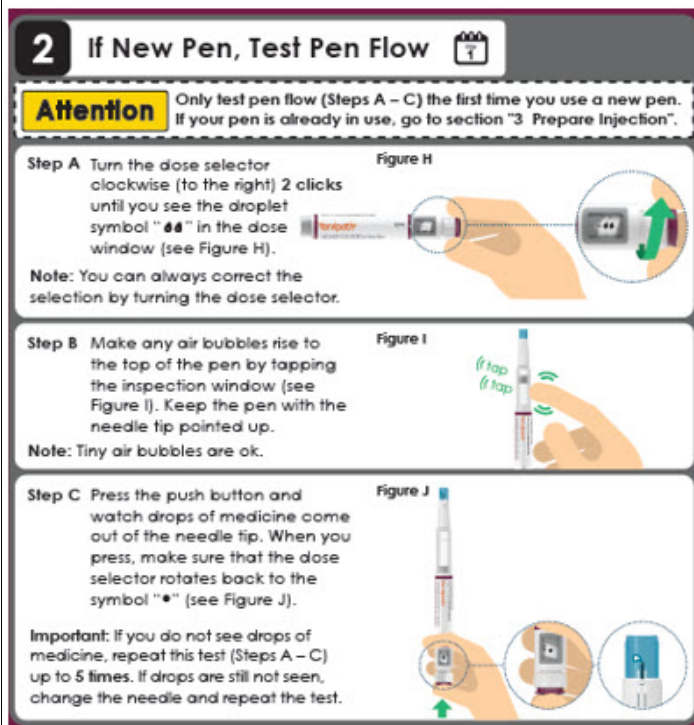 2 If New Pen, Test Pen Flow
Attention
Only test pen flow (Steps A – C) the first time you use a new pen.
If your pen is already in use, go to section "3 Prepare Injection".
Step A Turn the dose selector
clockwise (to the right) 2 clicks
until you see the droplet
symbol " " in the dose
window (see Figure H).
Note: You can always correct the
selection by turning the dose selector.
Figure H
Step B Make any air bubbles rise to
the top of the pen by tapping
the inspection window (see
Figure I). Keep the pen with the
needle tip pointed up.
Note: Tiny air bubbles are ok.
Figure I
tap
tap
Step C Press the push button and
watch drops of medicine come
out of the needle tip. When you
press, make sure that the dose
selector rotates back to the
symbol "•" (see Figure J).
Important: If you do not see drops of
medicine, repeat this test (Steps A – C)
up to 5 times. If drops are still not seen,
change the needle and repeat the test.
Figure J